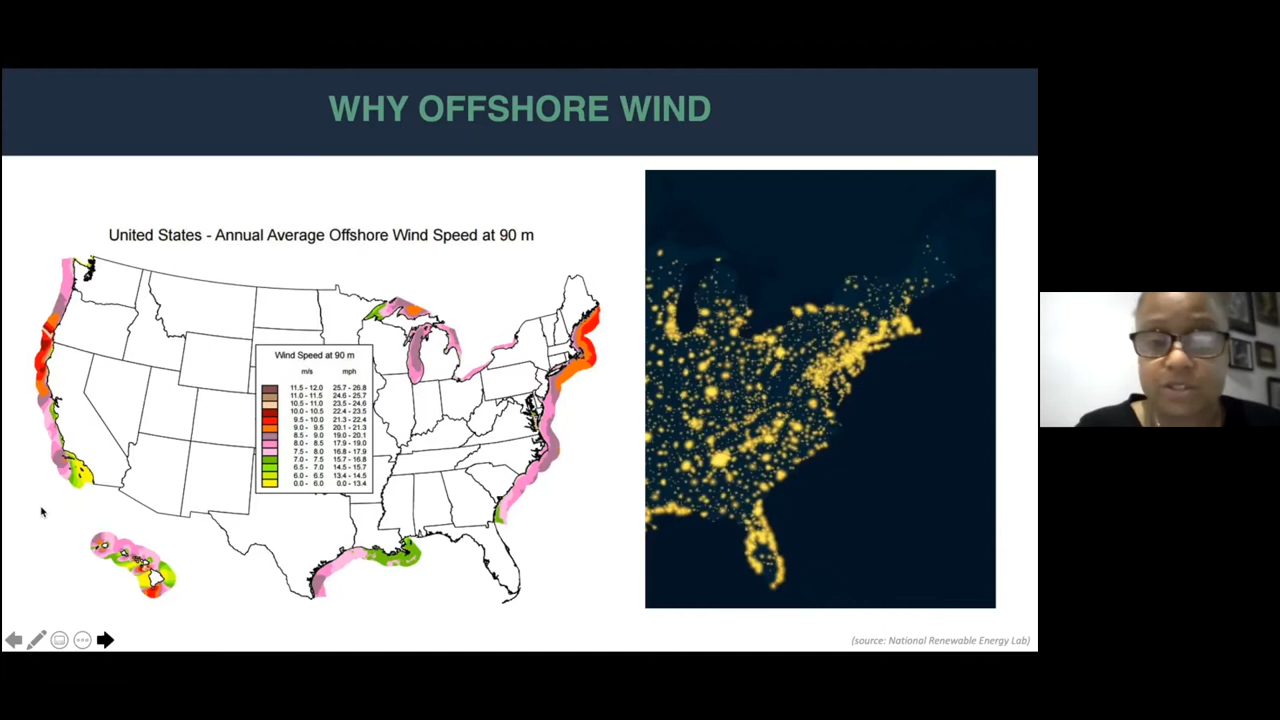 WHY OFFSHORE WIND
United States - Annual Average Offshore Wind Speed at 90 m
Wind Speed at 90 m
m/s mph
11.5 - 12.0 25.7 - 26.8
11.0 - 11.5 24.6 - 25.7
10.5 - 11.0 23.5 - 24.6
10.0 - 10.5 22.4 - 23.5
9.5 - 10.0 21.3 - 22.4
9.0 - 9.5 20.1 - 21.3
8.5 - 9.0 19.0 - 20.1
8.0 - 8.5 17.9 - 19.0
7.5 - 8.0 16.8 - 17.9
7.0 - 7.5 15.7 - 16.8
6.5 - 7.0 14.5 - 15.7
6.0 - 6.5 13.4 - 14.5
0.0 - 6.0 0.0 - 13.4
(source: National Renewable Energy Lab)